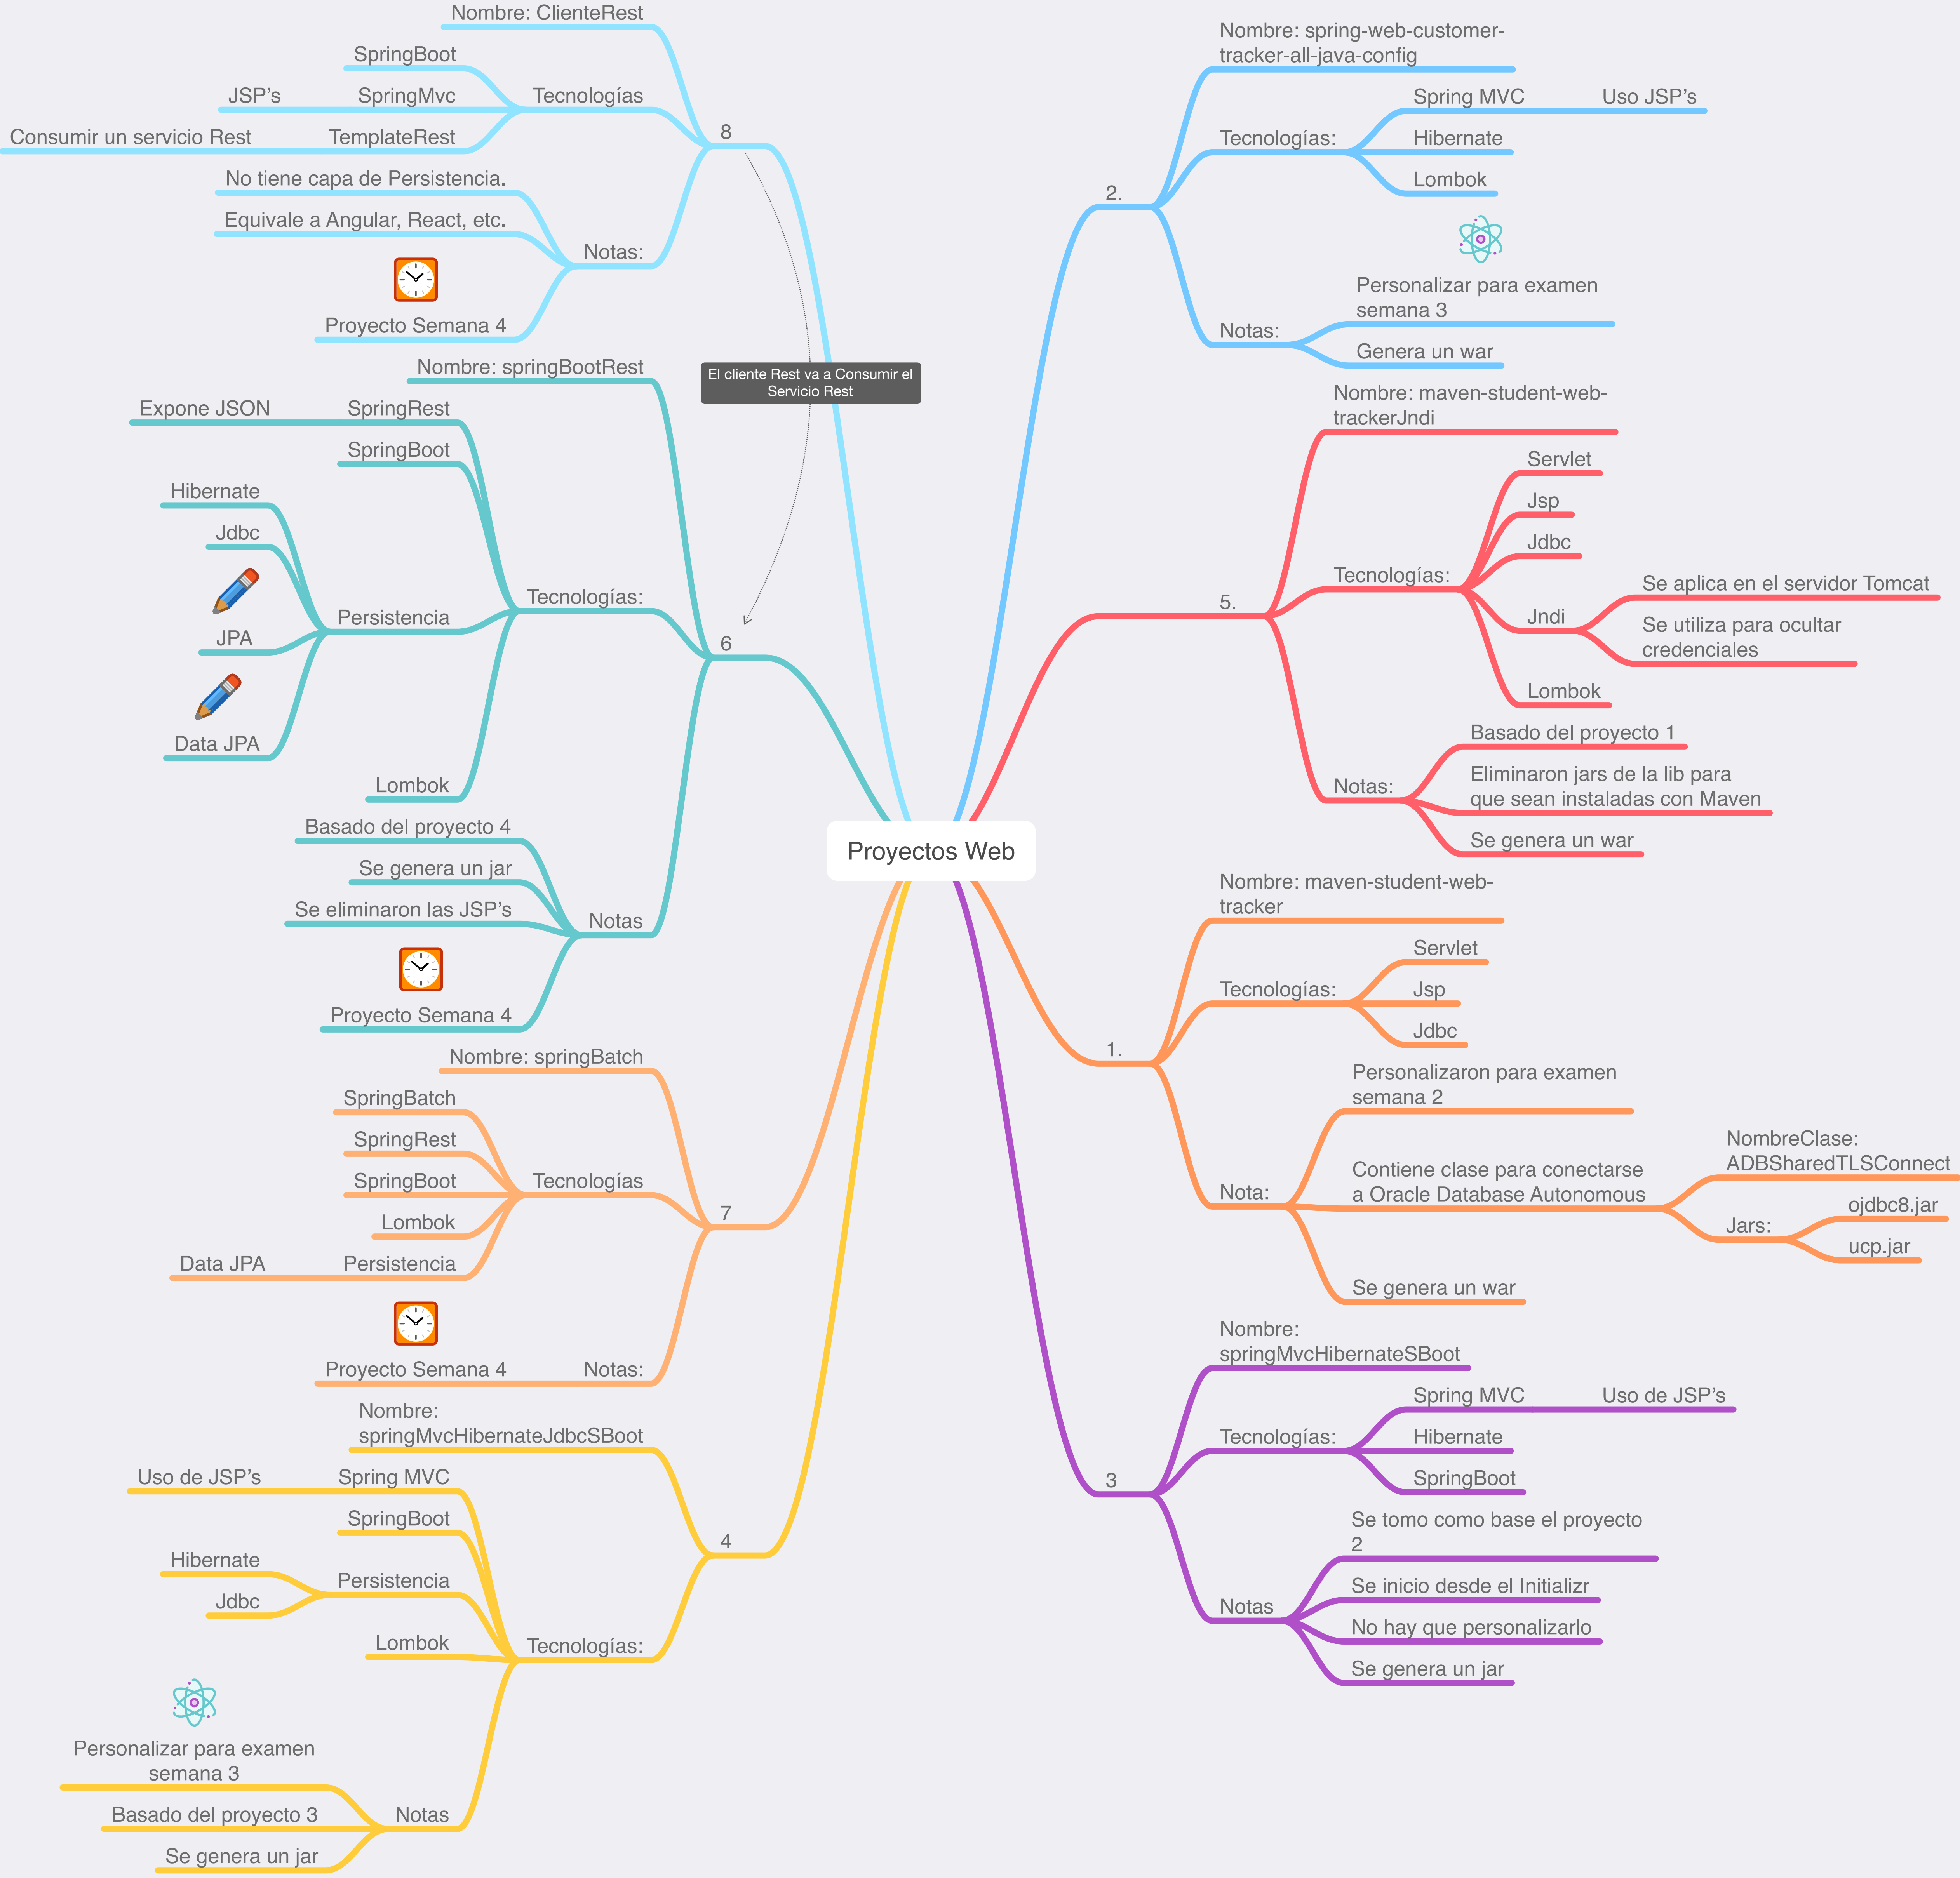 Proyectos Web
Nombre: ClienteRest
SpringBoot
JSP's
SpringMvc
Tecnologías
Consumir un servicio Rest
TemplateRest
8
No tiene capa de Persistencia.
Equivale a Angular, React, etc.
Notas:
Proyecto Semana 4
El cliente Rest va a Consumir el
Servicio Rest
Nombre: springBootRest
Expone JSON
SpringRest
SpringBoot
Hibernate
Jdbc
Tecnologías:
Persistencia
JPA
6
Data JPA
Lombok
Basado del proyecto 4
Se genera un jar
Se eliminaron las JSP's
Notas
Proyecto Semana 4
Nombre: springBatch
SpringBatch
SpringRest
SpringBoot
Tecnologías
7
Lombok
Data JPA
Persistencia
Proyecto Semana 4
Notas:
Nombre:
springMvcHibernateJdbcSBoot
Uso de JSP's
Spring MVC
SpringBoot
4
Hibernate
Persistencia
Jdbc
Lombok
Tecnologías:
Personalizar para examen
semana 3
Basado del proyecto 3
Notas
Se genera un jar
Nombre: spring-web-customer-
tracker-all-java-config
Spring MVC
Uso JSP's
Tecnologías:
Hibernate
Lombok
2.
Personalizar para examen
semana 3
Notas:
Genera un war
Nombre: maven-student-web-
trackerJndi
Servlet
Jsp
Jdbc
Tecnologías:
Se aplica en el servidor Tomcat
5.
Jndi
Se utiliza para ocultar
credenciales
Lombok
Basado del proyecto 1
Eliminaron jars de la lib para
que sean instaladas con Maven
Notas:
Se genera un war
Nombre: maven-student-web-
tracker
Servlet
Tecnologías:
Jsp
Jdbc
1.
Personalizaron para examen
semana 2
NombreClase:
ADBSharedTLSConnect
Contiene clase para conectarse
a Oracle Database Autonomous
Nota:
Jars:
ojdbc8.jar
ucp.jar
Se genera un war
Nombre:
springMvcHibernateSBoot
Spring MVC
Uso de JSP's
Tecnologías:
Hibernate
SpringBoot
3
Se tomo como base el proyecto
2
Se inicio desde el Initializr
Notas
No hay que personalizarlo
Se genera un jar